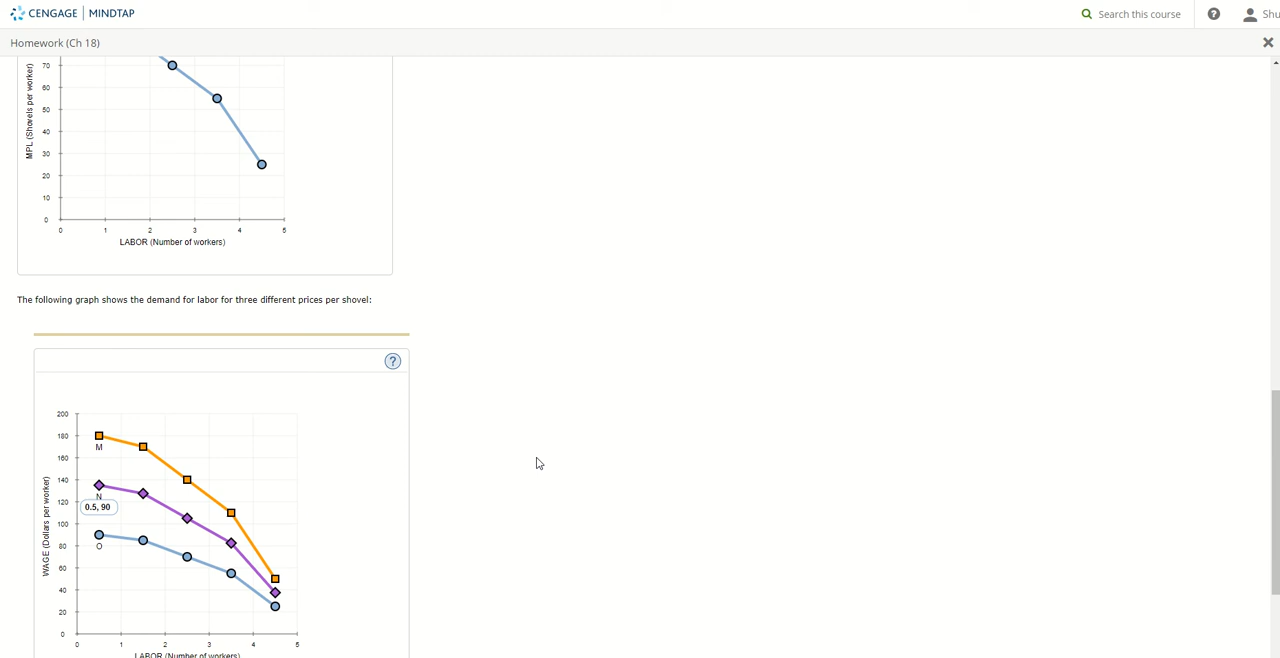 CENGAGE | MINDTAP
Search this course
Shu
Homework (Ch 18)
MPL (Shovels per worker)
70
60
50
40
30
20
10
0
0 1 2 3 4 5
LABOR (Number of workers)
The following graph shows the demand for labor for three different prices per shovel:
?
WAGE (Dollars per worker)
200
180
160
140
120
100
80
60
40
20
0
M
N
0.5, 90
O
0 1 2 3 4 5
LABOR (Number of workers)